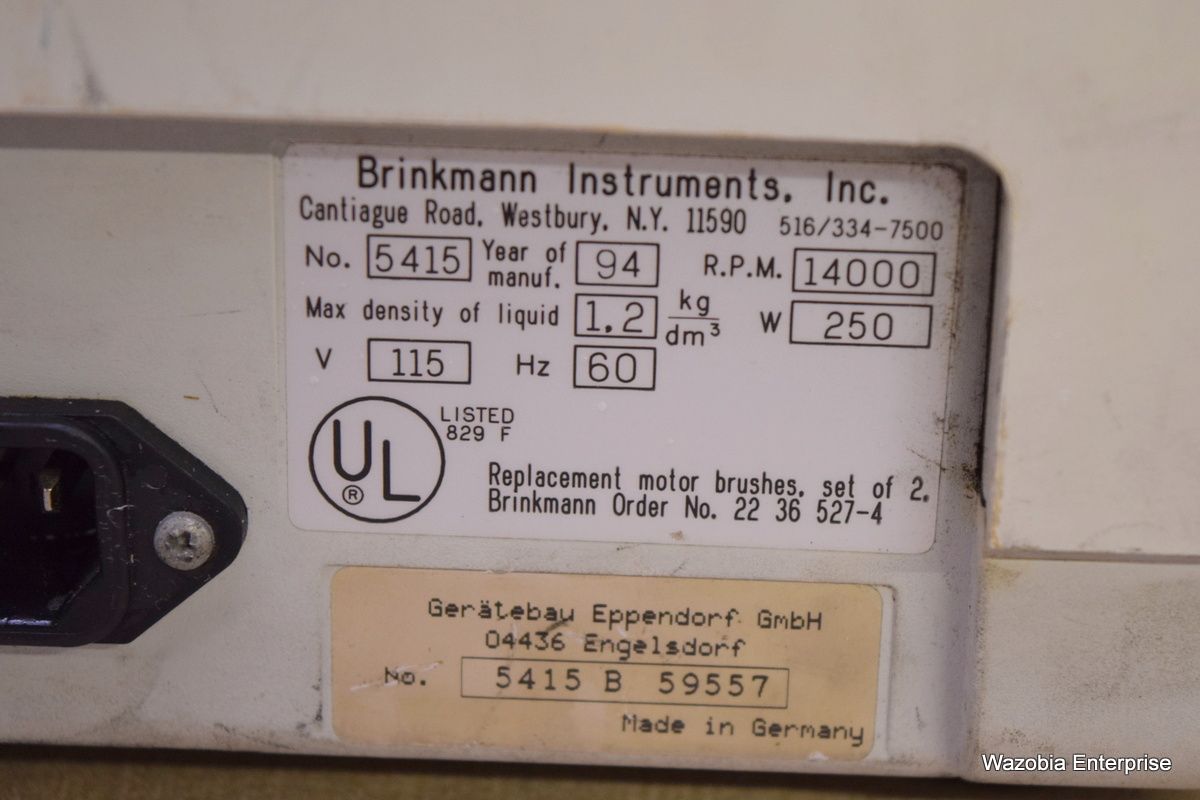 Brinkmann Instruments, Inc.
Cantiague Road, Westbury, N.Y. 11590 516/334-7500
No. 5415 Year of manuf. 94 R.P.M. 14000
Max density of liquid 1.2 kg/dm³ W 250
V 115 Hz 60
UL ® LISTED
829 F
Replacement motor brushes, set of 2,
Brinkmann Order No. 22 36 527-4
Gerätebau Eppendorf GmbH
04436 Engelsdorf
No. 5415 B 59557
Made in Germany
Wazobia Enterprise